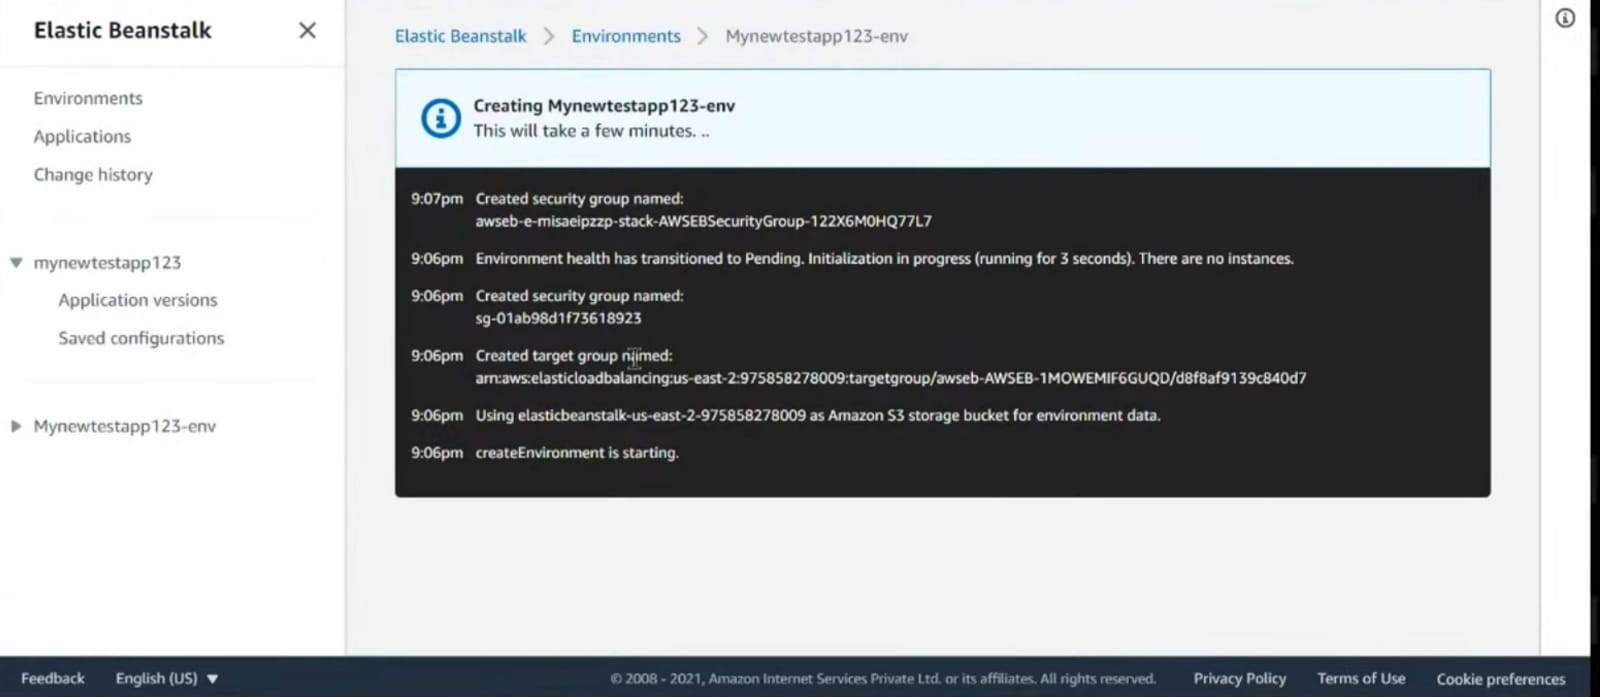 Elastic Beanstalk
Environments
Applications
Change history
mynewtestapp123
Application versions
Saved configurations
Mynewtestapp123-env
Elastic Beanstalk > Environments > Mynewtestapp123-env
Creating Mynewtestapp123-env
This will take a few minutes. ..
9:07pm Created security group named:
awseb-e-misaeipzzp-stack-AWSEBSecurityGroup-122X6M0HQ77L7
9:06pm Environment health has transitioned to Pending. Initialization in progress (running for 3 seconds). There are no instances.
9:06pm Created security group named:
sg-01ab98d1f73618923
9:06pm Created target group named:
arn:aws:elasticloadbalancing:us-east-2:975858278009:targetgroup/awseb-AWSEB-1MOWEMIF6GUQD/d8f8af9139c840d7
9:06pm Using elasticbeanstalk-us-east-2-975858278009 as Amazon S3 storage bucket for environment data.
9:06pm createEnvironment is starting.
Feedback English (US) © 2008 - 2021, Amazon Internet Services Private Ltd. or its affiliates. All rights reserved. Privacy Policy Terms of Use Cookie preferences